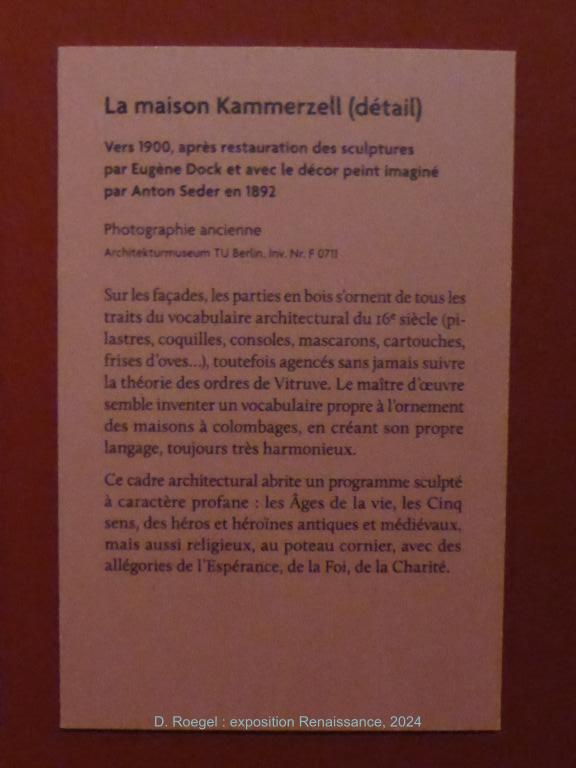 La maison Kammerzell (détail)
Vers 1900, après restauration des sculptures
par Eugène Dock et avec le décor peint imaginé
par Anton Seder en 1892
Photographie ancienne
Architekturmuseum TU Berlin, Inv. Nr. F 0711
Sur les façades, les parties en bois s’ornent de tous les
traits du vocabulaire architectural du 16e siècle (pi-
lastres, coquilles, consoles, mascarons, cartouches,
frises d’oves...), toutefois agencés sans jamais suivre
la théorie des ordres de Vitruve. Le maître d’œuvre
semble inventer un vocabulaire propre à l’ornement
des maisons à colombages, en créant son propre
langage, toujours très harmonieux.
Ce cadre architectural abrite un programme sculpté
à caractère profane : les Âges de la vie, les Cinq
sens, des héros et héroïnes antiques et médiévaux,
mais aussi religieux, au poteau cornier, avec des
allégories de l’Espérance, de la Foi, de la Charité.
D. Roegel : exposition Renaissance, 2024